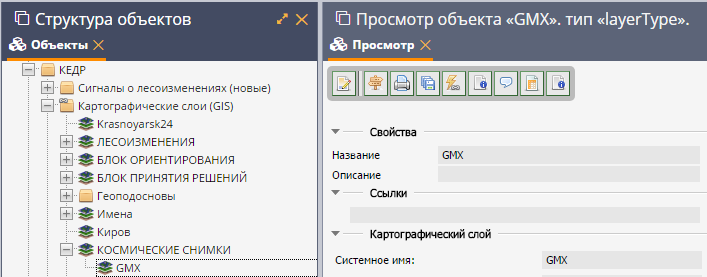 Структура объектов
Объекты
КЕДР
Сигналы о лесоизменениях (новые)
Картографические слои (GIS)
Krasnoyarsk24
ЛЕСОИЗМЕНЕНИЯ
БЛОК ОРИЕНТИРОВАНИЯ
БЛОК ПРИНЯТИЯ РЕШЕНИЙ
Геоподосновы
Имена
Киров
КОСМИЧЕСКИЕ СНИМКИ
GMX
Просмотр объекта «GMX». тип «layerType».
Просмотр
Свойства
Название GMX
Описание
Ссылки
Картографический слой
Системное имя: GMX